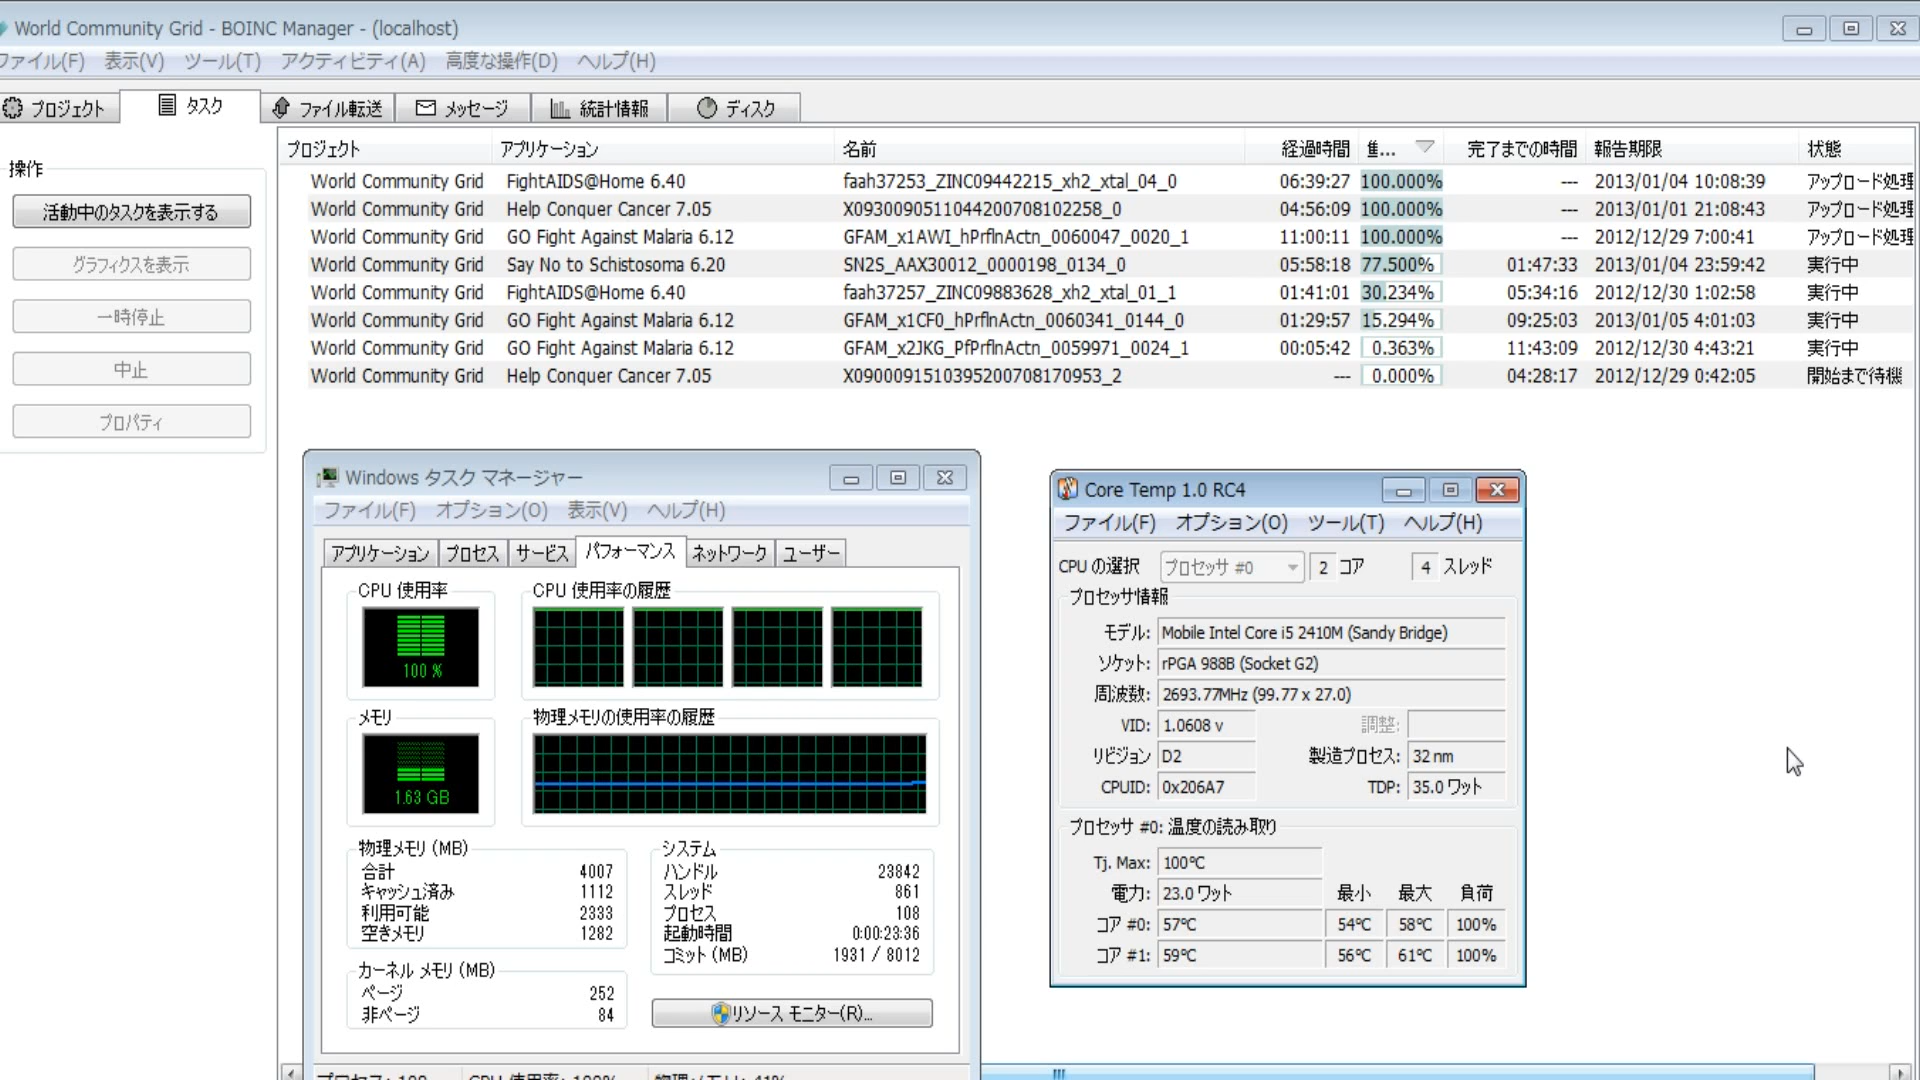 World Community Grid - BOINC Manager - (localhost)
ファイル(F) 表示(V) ツール(T) アクティビティ(A) 高度な操作(D) ヘルプ(H)
プロジェクト タスク ファイル転送 メッセージ 統計情報 ディスク
操作
活動中のタスクを表示する
グラフィクスを表示
一時停止
中止
プロパティ
プロジェクト アプリケーション 名前 経過時間 進... 完了までの時間 報告期限 状態
World Community Grid FightAIDS@Home 6.40 faah37253_ZINC09442215_xh2_xtal_04_0 06:39:27 100.000% --- 2013/01/04 10:08:39 アップロード処理
World Community Grid Help Conquer Cancer 7.05 X0930090511044200708102258_0 04:56:09 100.000% --- 2013/01/01 21:08:43 アップロード処理
World Community Grid GO Fight Against Malaria 6.12 GFAM_x1AWI_hPrflnActn_0060047_0020_1 11:00:11 100.000% --- 2012/12/29 7:00:41 アップロード処理
World Community Grid Say No to Schistosoma 6.20 SN2S_AAX30012_0000198_0134_0 05:58:18 77.500% 01:47:33 2013/01/04 23:59:42 実行中
World Community Grid FightAIDS@Home 6.40 faah37257_ZINC09883628_xh2_xtal_01_1 01:41:01 30.234% 05:34:16 2012/12/30 1:02:58 実行中
World Community Grid GO Fight Against Malaria 6.12 GFAM_x1CF0_hPrflnActn_0060341_0144_0 01:29:57 15.294% 09:25:03 2013/01/05 4:01:03 実行中
World Community Grid GO Fight Against Malaria 6.12 GFAM_x2JKG_PfPrflnActn_0059971_0024_1 00:05:42 0.363% 11:43:09 2012/12/30 4:43:21 実行中
World Community Grid Help Conquer Cancer 7.05 X0900091510395200708170953_2 --- 0.000% 04:28:17 2012/12/29 0:42:05 開始まで待機
Windows タスク マネージャー
ファイル(F) オプション(O) 表示(V) ヘルプ(H)
アプリケーション プロセス サービス パフォーマンス ネットワーク ユーザー
CPU 使用率 CPU 使用率の履歴
100 %
メモリ 物理メモリの使用率の履歴
1.63 GB
物理メモリ (MB)
合計 4007
キャッシュ済み 1112
利用可能 2333
空きメモリ 1282
カーネル メモリ (MB)
ページ 252
非ページ 84
システム
ハンドル 23842
スレッド 861
プロセス 108
起動時間 0:00:23:36
コミット (MB) 1931 / 8012
リソース モニター(R)...
プロセス: 108 CPU 使用率: 100% 物理メモリ: 41%
Core Temp 1.0 RC4
ファイル(F) オプション(O) ツール(T) ヘルプ(H)
CPU の選択 プロセッサ #0 2 コア 4 スレッド
プロセッサ情報
モデル: Mobile Intel Core i5 2410M (Sandy Bridge)
ソケット: rPGA 988B (Socket G2)
周波数: 2693.77MHz (99.77 x 27.0)
VID: 1.0608 v 調整:
リビジョン D2 製造プロセス: 32 nm
CPUID: 0x206A7 TDP: 35.0 ワット
プロセッサ #0: 温度の読み取り
Tj. Max: 100℃
電力: 23.0 ワット 最小 最大 負荷
コア #0: 57℃ 54℃ 58℃ 100%
コア #1: 59℃ 56℃ 61℃ 100%